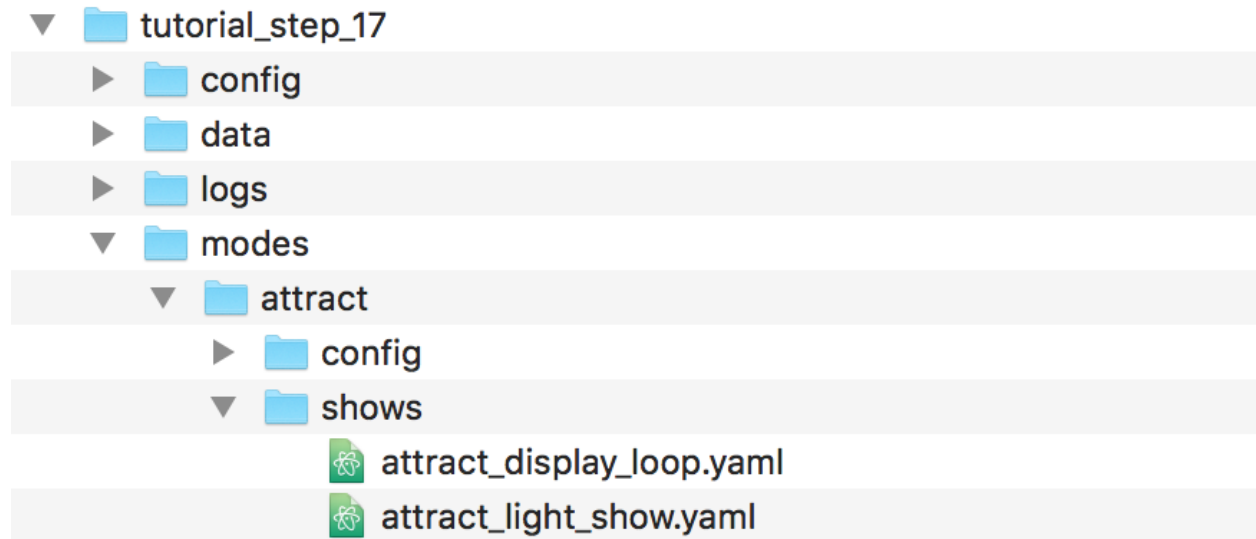 tutorial_step_17
config
data
logs
modes
attract
config
shows
attract_display_loop.yaml
attract_light_show.yaml